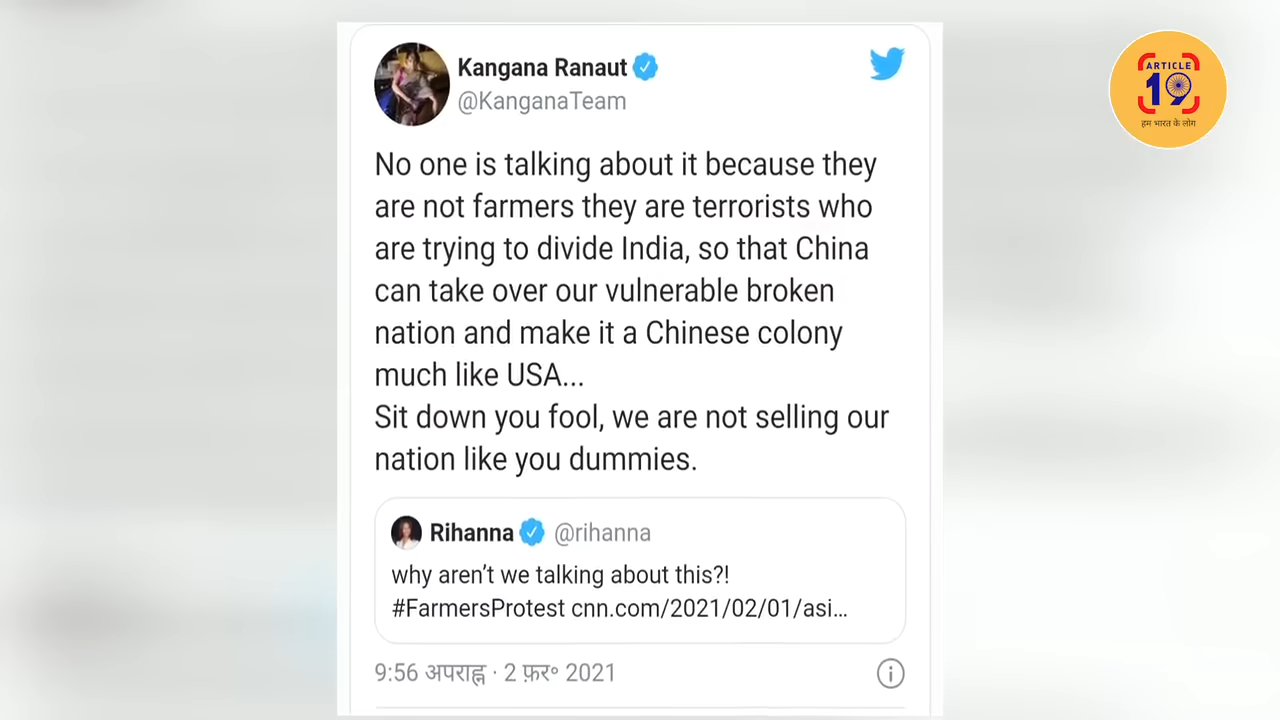 Kangana Ranaut
@KanganaTeam
ARTICLE
19
हम भारत के लोग
No one is talking about it because they
are not farmers they are terrorists who
are trying to divide India, so that China
can take over our vulnerable broken
nation and make it a Chinese colony
much like USA...
Sit down you fool, we are not selling our
nation like you dummies.
Rihanna @rihanna
why aren't we talking about this?!
#FarmersProtest cnn.com/2021/02/01/asi...
9:56 अपराह्न · 2 फ़र॰ 2021